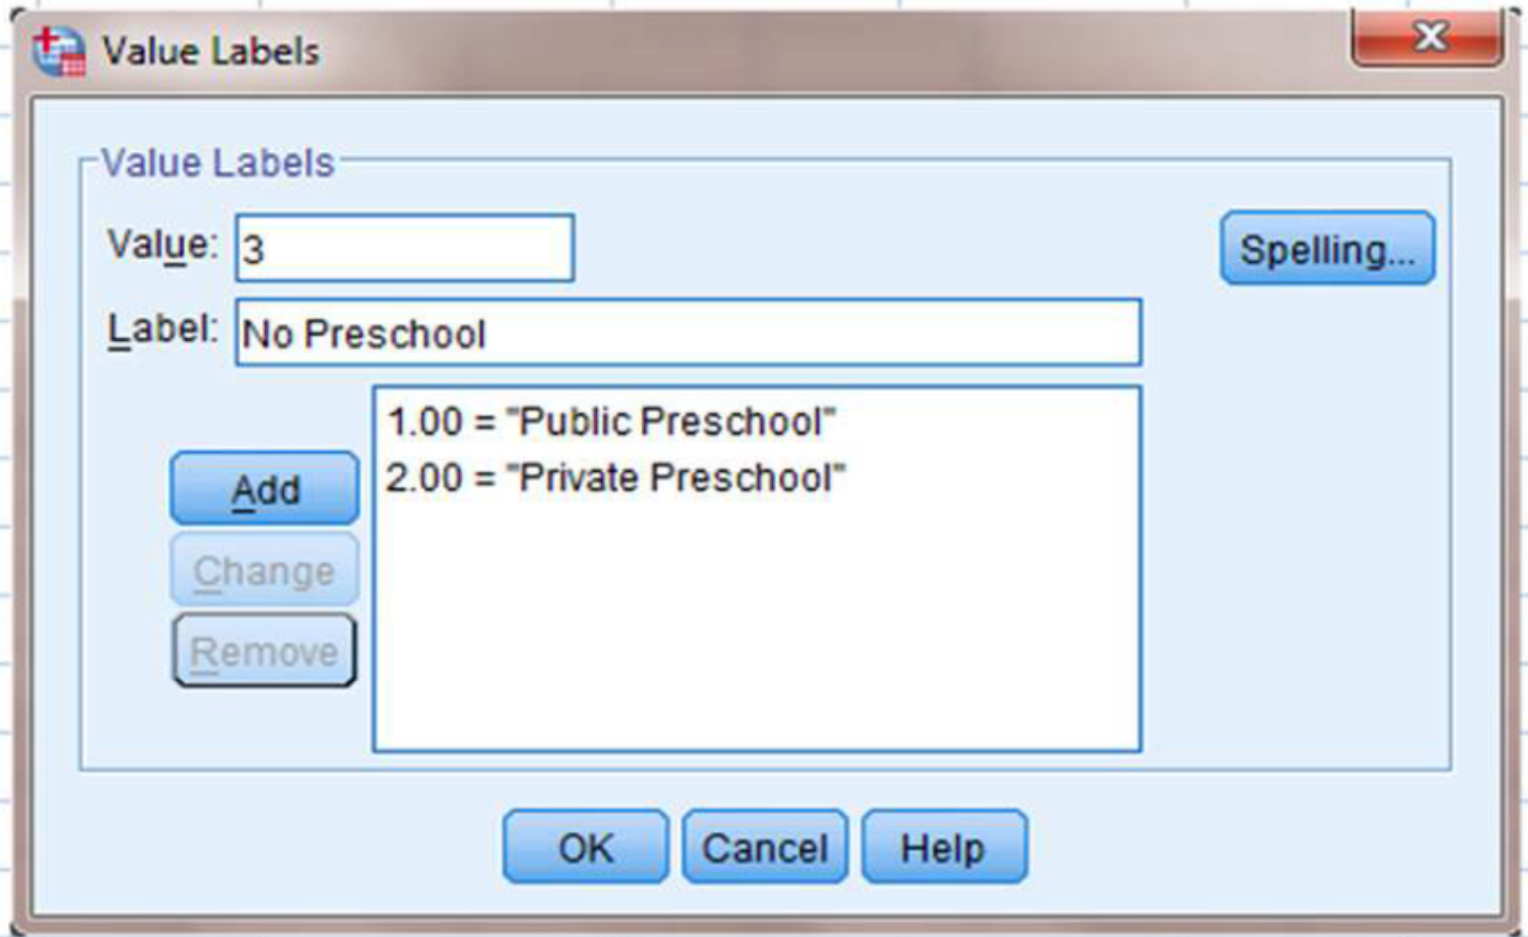 Value Labels
Value Labels
Value: 3
Spelling...
Label: No Preschool
1.00 = "Public Preschool"
2.00 = "Private Preschool"
Add
Change
Remove
OK Cancel Help